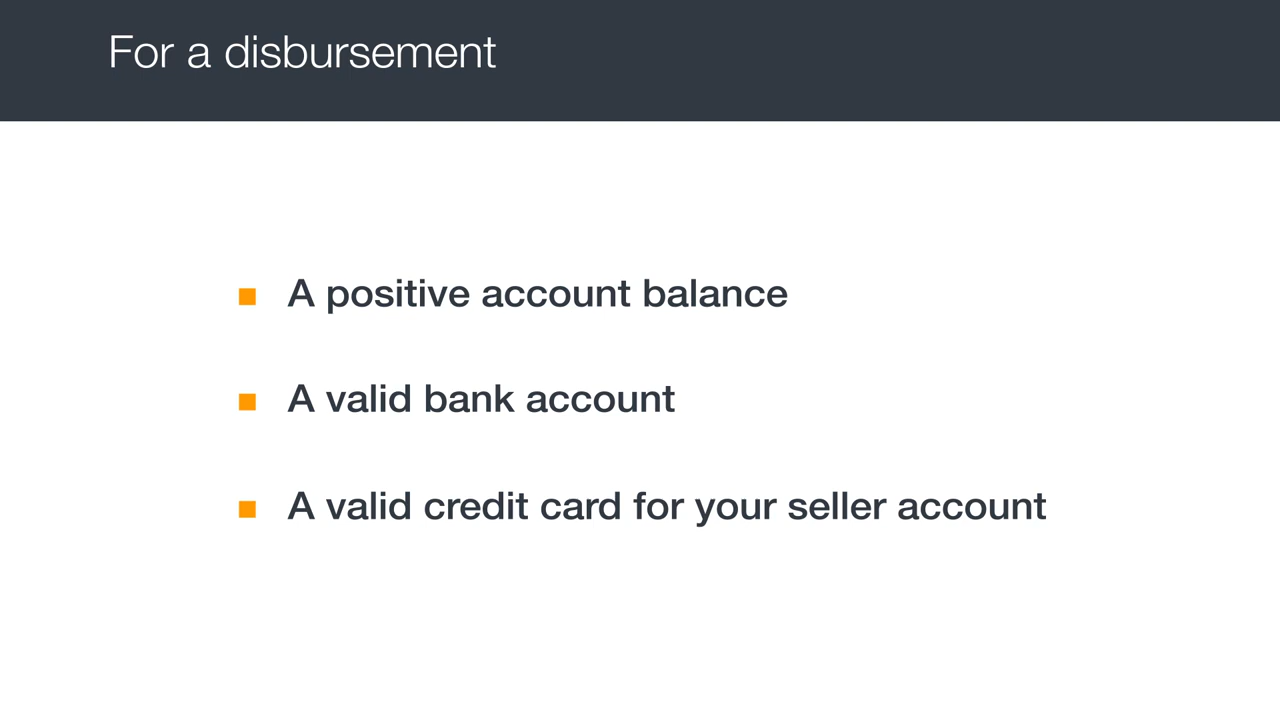 For a disbursement
A positive account balance
A valid bank account
A valid credit card for your seller account